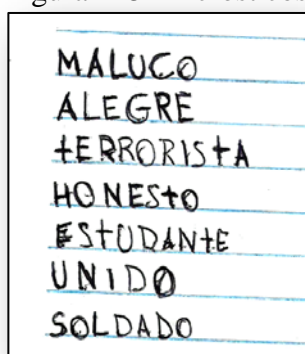 MALUCO
ALEGRE
tERRORIStA
HONESto
EStUDANtE
UNIDO
SOLDADO